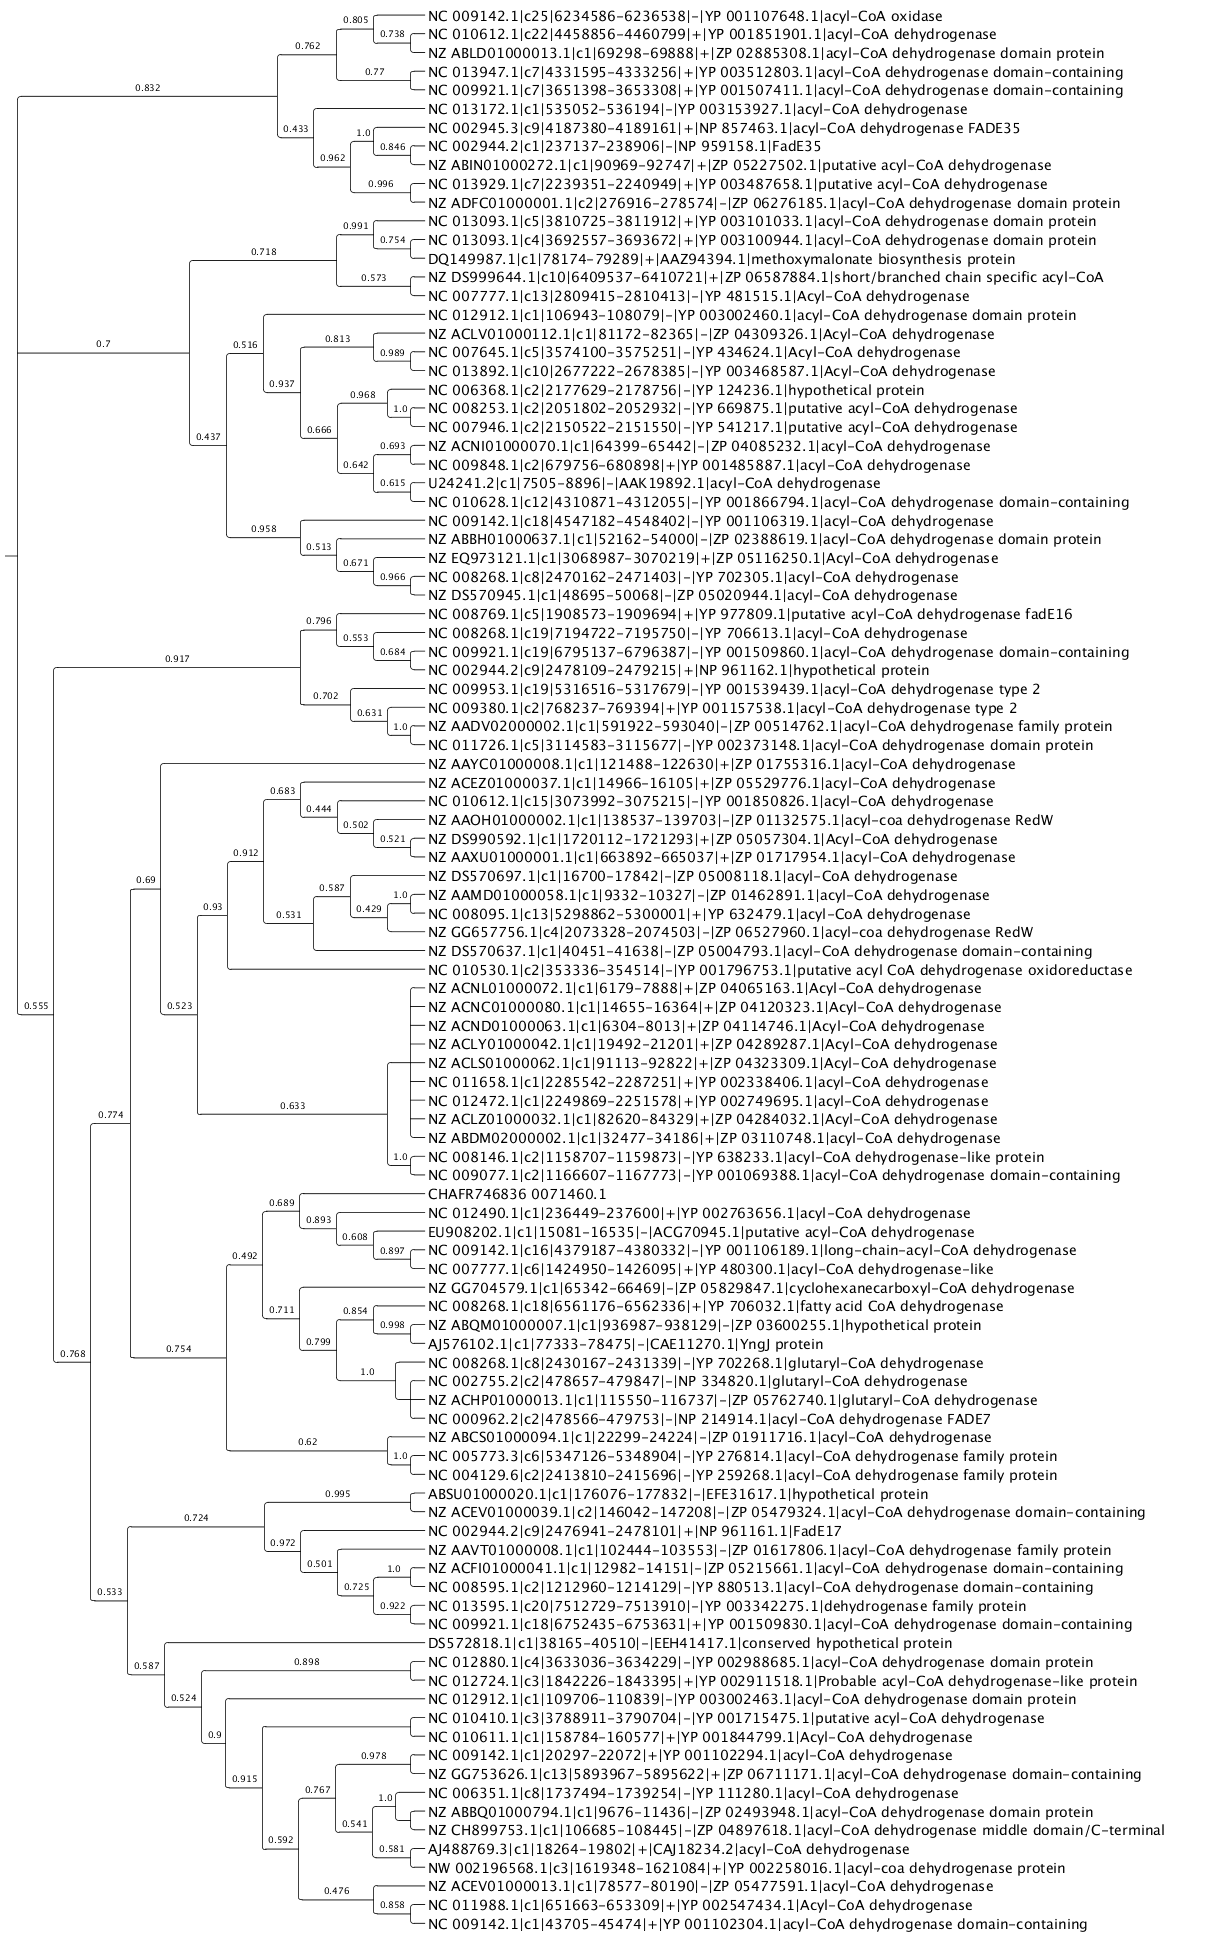 0.805
NC 009142.1|c25|6234586-6236538|-|YP 001107648.1|acyl-CoA oxidase
0.738
NC 010612.1|c22|4458856-4460799|+|YP 001851901.1|acyl-CoA dehydrogenase
0.762
NZ ABLD01000013.1|c1|69298-69888|+|ZP 02885308.1|acyl-CoA dehydrogenase domain protein
0.77
NC 013947.1|c7|4331595-4333256|+|YP 003512803.1|acyl-CoA dehydrogenase domain-containing
0.832
NC 009921.1|c7|3651398-3653308|+|YP 001507411.1|acyl-CoA dehydrogenase domain-containing
NC 013172.1|c1|535052-536194|-|YP 003153927.1|acyl-CoA dehydrogenase
0.433
1.0
NC 002945.3|c9|4187380-4189161|+|NP 857463.1|acyl-CoA dehydrogenase FADE35
0.846
NC 002944.2|c1|237137-238906|-|NP 959158.1|FadE35
0.962
NZ ABIN01000272.1|c1|90969-92747|+|ZP 05227502.1|putative acyl-CoA dehydrogenase
0.996
NC 013929.1|c7|2239351-2240949|+|YP 003487658.1|putative acyl-CoA dehydrogenase
NZ ADFC01000001.1|c2|276916-278574|-|ZP 06276185.1|acyl-CoA dehydrogenase domain protein
0.991
NC 013093.1|c5|3810725-3811912|+|YP 003101033.1|acyl-CoA dehydrogenase domain protein
0.754
NC 013093.1|c4|3692557-3693672|+|YP 003100944.1|acyl-CoA dehydrogenase domain protein
0.718
DQ149987.1|c1|78174-79289|+|AAZ94394.1|methoxymalonate biosynthesis protein
0.573
NZ DS999644.1|c10|6409537-6410721|+|ZP 06587884.1|short/branched chain specific acyl-CoA
NC 007777.1|c13|2809415-2810413|-|YP 481515.1|Acyl-CoA dehydrogenase
NC 012912.1|c1|106943-108079|-|YP 003002460.1|acyl-CoA dehydrogenase domain protein
0.7
0.516
0.813
NZ ACLV01000112.1|c1|81172-82365|-|ZP 04309326.1|Acyl-CoA dehydrogenase
0.989
NC 007645.1|c5|3574100-3575251|-|YP 434624.1|Acyl-CoA dehydrogenase
NC 013892.1|c10|2677222-2678385|-|YP 003468587.1|Acyl-CoA dehydrogenase
0.937
0.968
NC 006368.1|c2|2177629-2178756|+|YP 124236.1|hypothetical protein
1.0
NC 008253.1|c2|2051802-2052932|+|YP 669875.1|putative acyl-CoA dehydrogenase
0.666
NC 007946.1|c2|2150522-2151550|+|YP 541217.1|putative acyl-CoA dehydrogenase
0.437
0.693
NZ ACNI01000070.1|c1|64399-65442|-|ZP 04085232.1|acyl-CoA dehydrogenase
0.642
NC 009848.1|c2|679756-680898|+|YP 001485887.1|acyl-CoA dehydrogenase
0.615
U24241.2|c1|7505-8896|-|AAK19892.1|acyl-CoA dehydrogenase
NC 010628.1|c12|4310871-4312055|-|YP 001866794.1|acyl-CoA dehydrogenase domain-containing
0.958
NC 009142.1|c18|4547182-4548402|-|YP 001106319.1|acyl-CoA dehydrogenase
0.513
NZ ABBH01000637.1|c1|52162-54000|-|ZP 02388619.1|acyl-CoA dehydrogenase domain protein
0.671
NZ EQ973121.1|c1|3068987-3070219|+|ZP 05116250.1|Acyl-CoA dehydrogenase
0.966
NC 008268.1|c8|2470162-2471403|-|YP 702305.1|acyl-CoA dehydrogenase
NZ DS570945.1|c1|48695-50068|-|ZP 05020944.1|acyl-CoA dehydrogenase
0.796
NC 008769.1|c5|1908573-1909694|+|YP 977809.1|putative acyl-CoA dehydrogenase fadE16
0.553
NC 008268.1|c19|7194722-7195750|-|YP 706613.1|acyl-CoA dehydrogenase
0.684
NC 009921.1|c19|6795137-6796387|-|YP 001509860.1|acyl-CoA dehydrogenase domain-containing
0.917
NC 002944.2|c9|2478109-2479215|+|NP 961162.1|hypothetical protein
0.702
NC 009953.1|c19|5316516-5317679|-|YP 001539439.1|acyl-CoA dehydrogenase type 2
0.631
NC 009380.1|c2|768237-769394|+|YP 001157538.1|acyl-CoA dehydrogenase type 2
1.0
NZ AADV02000002.1|c1|591922-593040|-|ZP 00514762.1|acyl-CoA dehydrogenase family protein
NC 011726.1|c5|3114583-3115677|-|YP 002373148.1|acyl-CoA dehydrogenase domain protein
NZ AAYC01000008.1|c1|121488-122630|+|ZP 01755316.1|acyl-CoA dehydrogenase
0.683
NZ ACEZ01000037.1|c1|14966-16105|+|ZP 05529776.1|acyl-CoA dehydrogenase
0.444
NC 010612.1|c15|3073992-3075215|-|YP 001850826.1|acyl-CoA dehydrogenase
0.502
NZ AAOH01000002.1|c1|138537-139703|-|ZP 01132575.1|acyl-coa dehydrogenase RedW
0.521
NZ DS990592.1|c1|1720112-1721293|+|ZP 05057304.1|Acyl-CoA dehydrogenase
0.912
NZ AAXU01000001.1|c1|663892-665037|+|ZP 01717954.1|acyl-CoA dehydrogenase
0.69
0.587
NZ DS570697.1|c1|16700-17842|-|ZP 05008118.1|acyl-CoA dehydrogenase
1.0
NZ AAMD01000058.1|c1|9332-10327|-|ZP 01462891.1|acyl-CoA dehydrogenase
0.93
0.531
0.429
NC 008095.1|c13|5298862-5300001|+|YP 632479.1|acyl-CoA dehydrogenase
NZ GG657756.1|c4|2073328-2074503|-|ZP 06527960.1|acyl-coa dehydrogenase RedW
NZ DS570637.1|c1|40451-41638|-|ZP 05004793.1|acyl-CoA dehydrogenase domain-containing
NC 010530.1|c2|353336-354514|-|YP 001796753.1|putative acyl CoA dehydrogenase oxidoreductase
NZ ACNL01000072.1|c1|6179-7888|+|ZP 04065163.1|Acyl-CoA dehydrogenase
0.555
0.523
NZ ACNC01000080.1|c1|14655-16364|+|ZP 04120323.1|Acyl-CoA dehydrogenase
NZ ACND01000063.1|c1|6304-8013|+|ZP 04114746.1|Acyl-CoA dehydrogenase
NZ ACLY01000042.1|c1|19492-21201|+|ZP 04289287.1|Acyl-CoA dehydrogenase
NZ ACLS01000062.1|c1|91113-92822|+|ZP 04323309.1|Acyl-CoA dehydrogenase
NC 011658.1|c1|2285542-2287251|+|YP 002338406.1|acyl-CoA dehydrogenase
NC 012472.1|c1|2249869-2251578|+|YP 002749695.1|acyl-CoA dehydrogenase
0.774
0.633
NZ ACLZ01000032.1|c1|82620-84329|+|ZP 04284032.1|Acyl-CoA dehydrogenase
NZ ABDM02000002.1|c1|32477-34186|+|ZP 03110748.1|acyl-CoA dehydrogenase
1.0
NC 008146.1|c2|1158707-1159873|-|YP 638233.1|acyl-CoA dehydrogenase-like protein
NC 009077.1|c2|1166607-1167773|-|YP 001069388.1|acyl-CoA dehydrogenase domain-containing
0.689
CHAFR746836 0071460.1
0.893
NC 012490.1|c1|236449-237600|+|YP 002763656.1|acyl-CoA dehydrogenase
0.608
EU908202.1|c1|15081-16535|-|ACG70945.1|putative acyl-CoA dehydrogenase
0.492
0.897
NC 009142.1|c16|4379187-4380332|-|YP 001106189.1|long-chain-acyl-CoA dehydrogenase
NC 007777.1|c6|1424950-1426095|+|YP 480300.1|acyl-CoA dehydrogenase-like
NZ GG704579.1|c1|65342-66469|-|ZP 05829847.1|cyclohexanecarboxyl-CoA dehydrogenase
0.711
0.854
NC 008268.1|c18|6561176-6562336|+|YP 706032.1|fatty acid CoA dehydrogenase
0.998
NZ ABQM01000007.1|c1|936987-938129|-|ZP 03600255.1|hypothetical protein
0.768
0.754
0.799
AJ576102.1|c1|77333-78475|-|CAE11270.1|YngJ protein
NC 008268.1|c8|2430167-2431339|-|YP 702268.1|glutaryl-CoA dehydrogenase
1.0
NC 002755.2|c2|478657-479847|-|NP 334820.1|glutaryl-CoA dehydrogenase
NZ ACHP01000013.1|c1|115550-116737|-|ZP 05762740.1|glutaryl-CoA dehydrogenase
NC 000962.2|c2|478566-479753|-|NP 214914.1|acyl-CoA dehydrogenase FADE7
0.62
NZ ABCS01000094.1|c1|22299-24224|-|ZP 01911716.1|acyl-CoA dehydrogenase
1.0
NC 005773.3|c6|5347126-5348904|-|YP 276814.1|acyl-CoA dehydrogenase family protein
NC 004129.6|c2|2413810-2415696|-|YP 259268.1|acyl-CoA dehydrogenase family protein
0.995
ABSU01000020.1|c1|176076-177832|-|EFE31617.1|hypothetical protein
0.724
NZ ACEV01000039.1|c2|146042-147208|-|ZP 05479324.1|acyl-CoA dehydrogenase domain-containing
0.972
NC 002944.2|c9|2476941-2478101|+|NP 961161.1|FadE17
0.501
NZ AAVT01000008.1|c1|102444-103553|-|ZP 01617806.1|acyl-CoA dehydrogenase family protein
0.533
1.0
NZ ACFI01000041.1|c1|12982-14151|-|ZP 05215661.1|acyl-CoA dehydrogenase domain-containing
0.725
NC 008595.1|c2|1212960-1214129|-|YP 880513.1|acyl-CoA dehydrogenase domain-containing
0.922
NC 013595.1|c20|7512729-7513910|-|YP 003342275.1|dehydrogenase family protein
NC 009921.1|c18|6752435-6753631|+|YP 001509830.1|acyl-CoA dehydrogenase domain-containing
DS572818.1|c1|38165-40510|-|EEH41417.1|conserved hypothetical protein
0.587
0.898
NC 012880.1|c4|3633036-3634229|-|YP 002988685.1|acyl-CoA dehydrogenase domain protein
NC 012724.1|c3|1842226-1843395|+|YP 002911518.1|Probable acyl-CoA dehydrogenase-like protein
0.524
NC 012912.1|c1|109706-110839|-|YP 003002463.1|acyl-CoA dehydrogenase domain protein
NC 010410.1|c3|3788911-3790704|-|YP 001715475.1|putative acyl-CoA dehydrogenase
0.9
NC 010611.1|c1|158784-160577|+|YP 001844799.1|Acyl-CoA dehydrogenase
0.978
NC 009142.1|c1|20297-22072|+|YP 001102294.1|acyl-CoA dehydrogenase
0.915
NZ GG753626.1|c13|5893967-5895622|+|ZP 06711171.1|acyl-CoA dehydrogenase domain-containing
0.767
1.0
NC 006351.1|c8|1737494-1739254|-|YP 111280.1|acyl-CoA dehydrogenase
NZ ABBQ01000794.1|c1|9676-11436|-|ZP 02493948.1|acyl-CoA dehydrogenase domain protein
0.541
NZ CH899753.1|c1|106685-108445|-|ZP 04897618.1|acyl-CoA dehydrogenase middle domain/C-terminal
0.592
0.581
AJ488769.3|c1|18264-19802|+|CAJ18234.2|acyl-CoA dehydrogenase
NW 002196568.1|c3|1619348-1621084|+|YP 002258016.1|acyl-coa dehydrogenase protein
0.476
NZ ACEV01000013.1|c1|78577-80190|-|ZP 05477591.1|acyl-CoA dehydrogenase
0.858
NC 011988.1|c1|651663-653309|+|YP 002547434.1|Acyl-CoA dehydrogenase
NC 009142.1|c1|43705-45474|+|YP 001102304.1|acyl-CoA dehydrogenase domain-containing